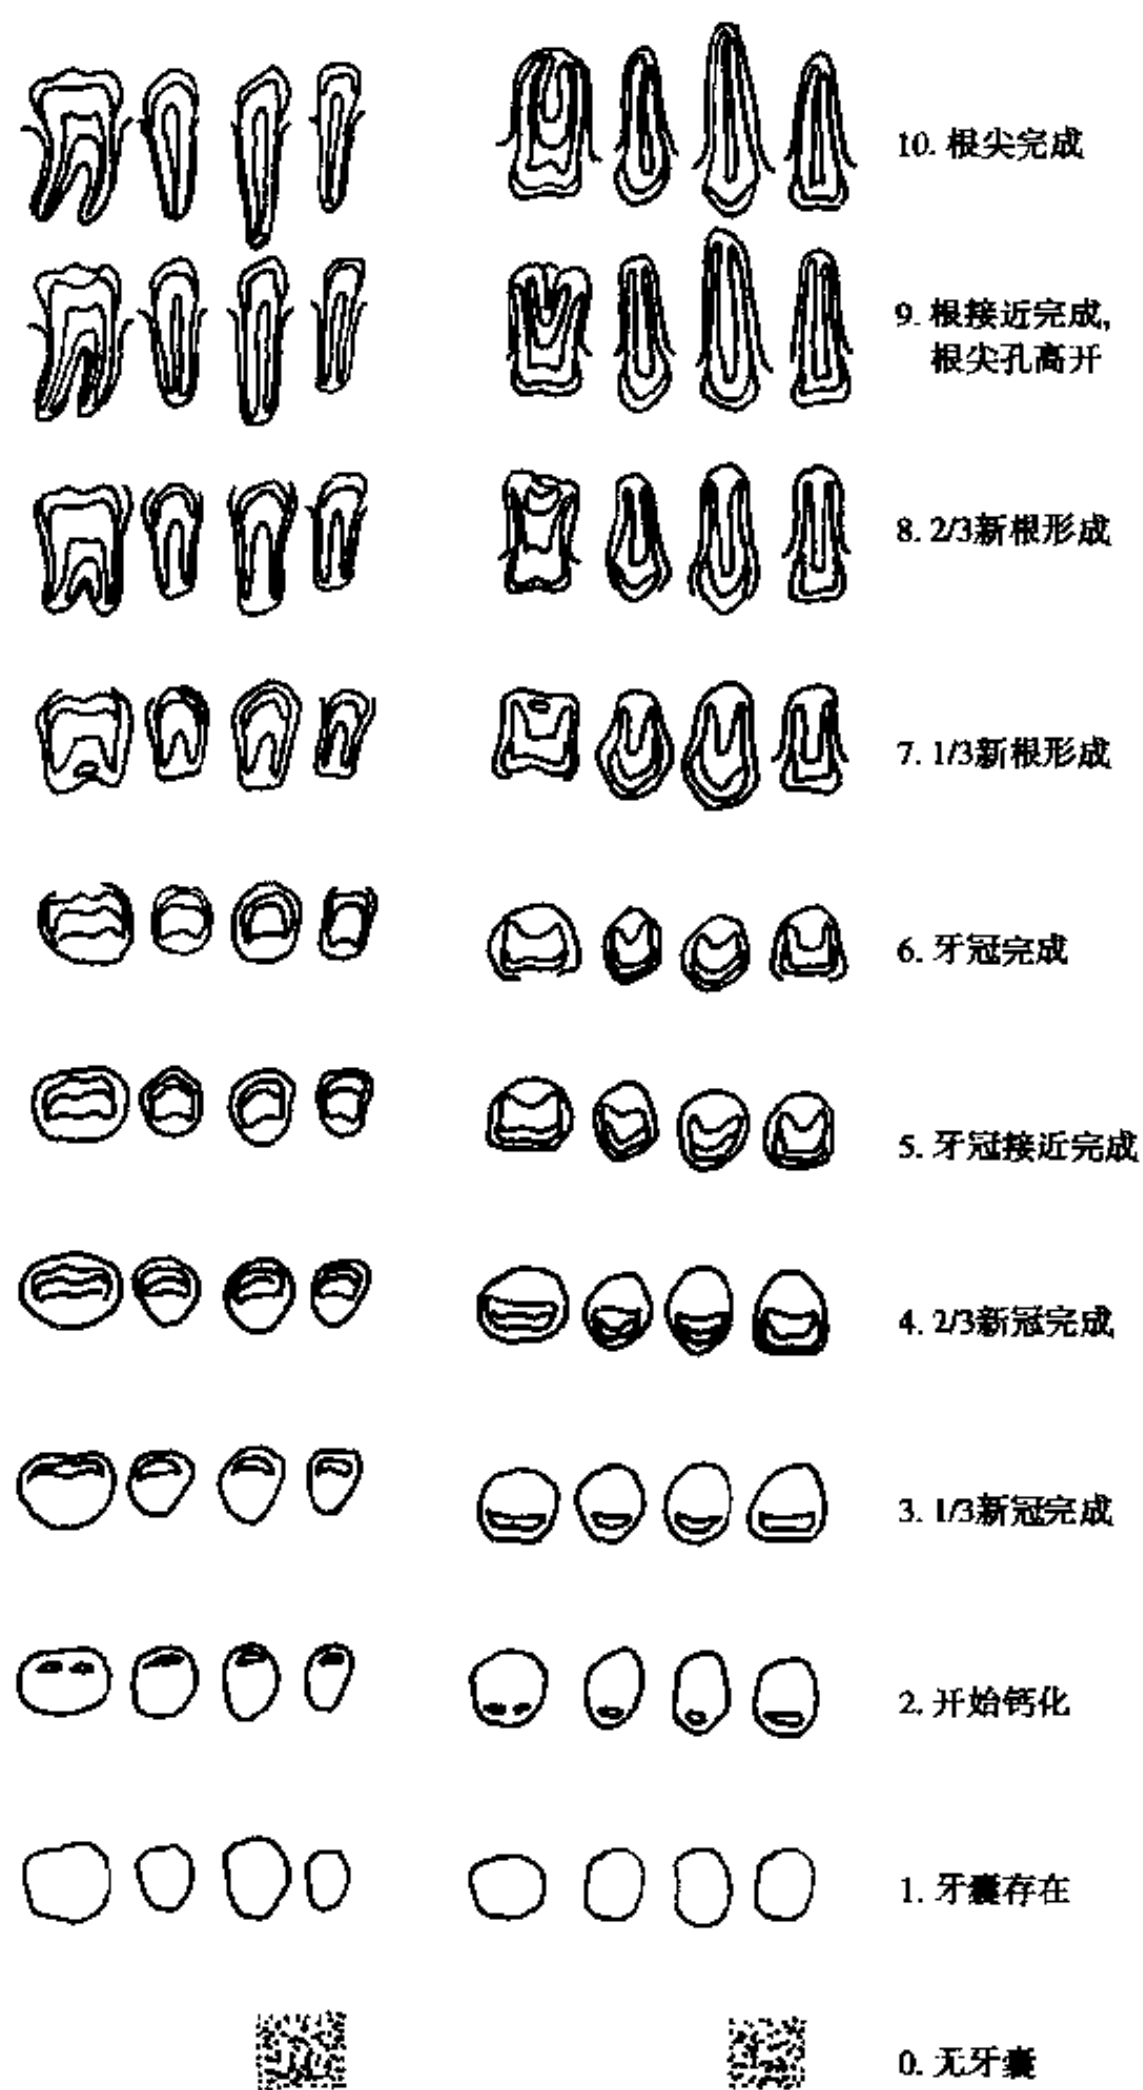 10. 根尖完成
9. 根接近完成,
根尖孔高开
8. 2/3新根形成
7. 1/3新根形成
6. 牙冠完成
5. 牙冠接近完成
4. 2/3新冠完成
3. 1/3新冠完成
2. 开始钙化
1. 牙囊存在
0. 无牙囊